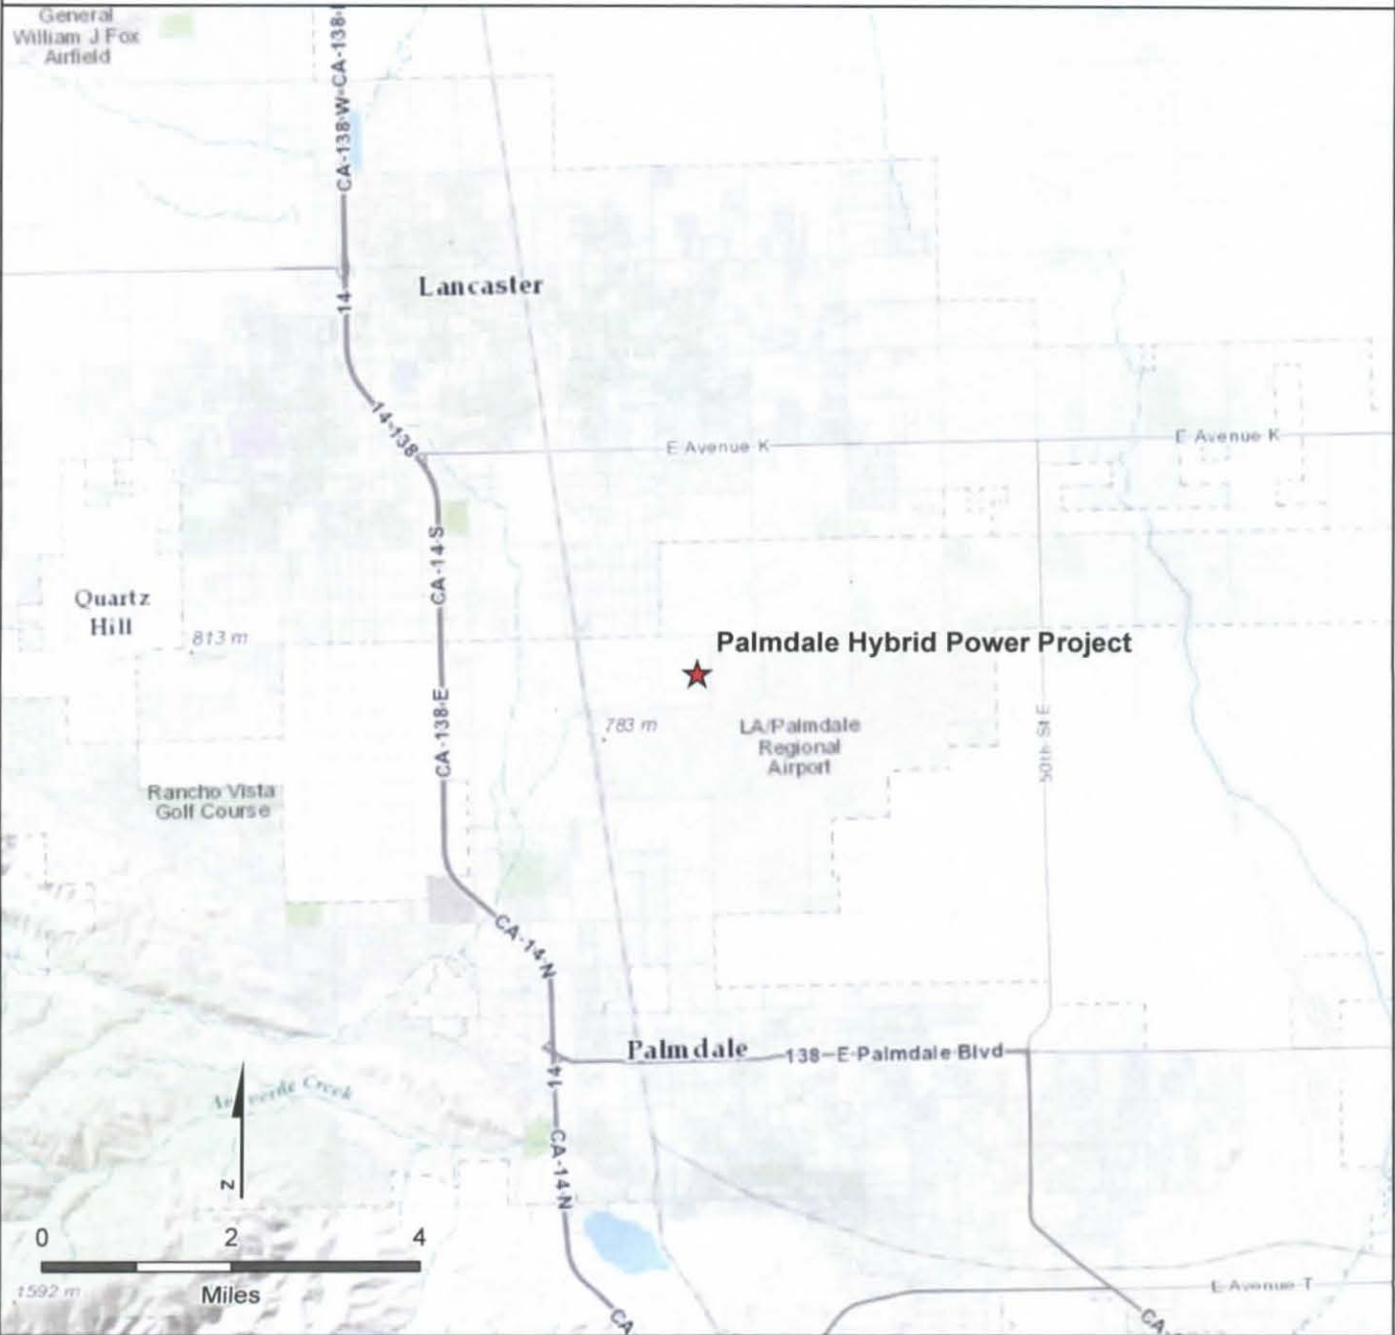 General
William J Fox
Airfield
CA-138-W-CA-138-
Lancaster
14
14-138
E Avenue K
E Avenue K
CA-14-S
Quartz
Hill
813 m
Palmdale Hybrid Power Project
783 m
LA/Palmdale
Regional
Airport
CA-138-E
50th St E
Rancho Vista
Golf Course
CA-14-N
Palmdale
138-E-Palmdale-Blvd
14
Creek
CA-14-N
N
0 2 4
Miles
1592 m
E Avenue T
CA
CA